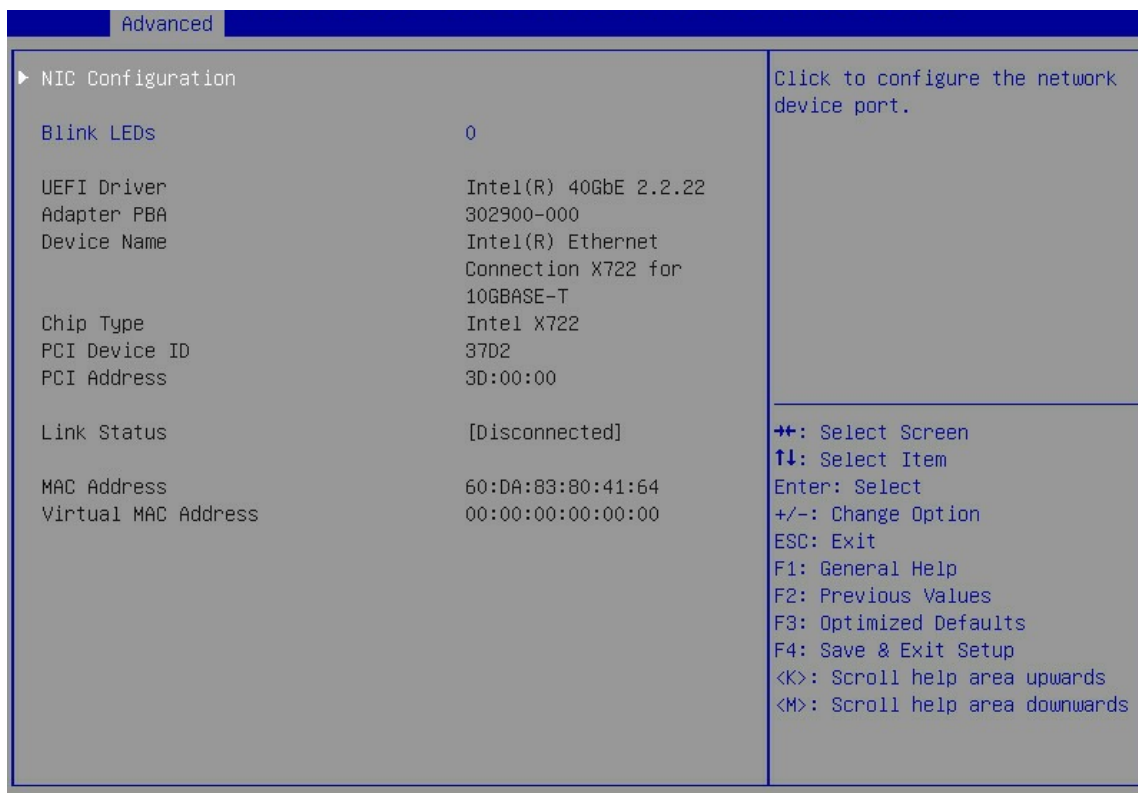 Advanced
▶ NIC Configuration
Blink LEDs 0
UEFI Driver Intel(R) 40GbE 2.2.22
Adapter PBA 302900-000
Device Name Intel(R) Ethernet
Connection X722 for
10GBASE-T
Chip Type Intel X722
PCI Device ID 37D2
PCI Address 3D:00:00
Link Status [Disconnected]
MAC Address 60:DA:83:80:41:64
Virtual MAC Address 00:00:00:00:00:00
Click to configure the network
device port.
→←: Select Screen
↑↓: Select Item
Enter: Select
+/-: Change Option
ESC: Exit
F1: General Help
F2: Previous Values
F3: Optimized Defaults
F4: Save & Exit Setup
<K>: Scroll help area upwards
<M>: Scroll help area downwards